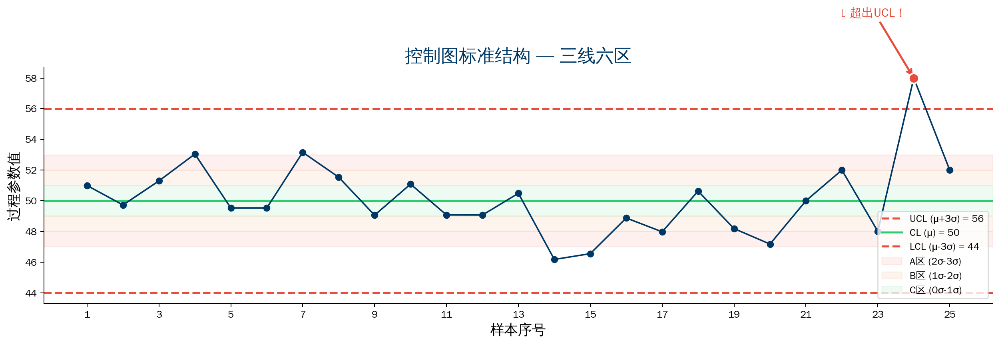 超出UCL！
控制图标准结构 — 三线六区
过程参数值
58
56
54
52
50
48
46
44
UCL (μ+3σ) = 56
CL (μ) = 50
LCL (μ-3σ) = 44
A区 (2σ-3σ)
B区 (1σ-2σ)
C区 (0σ-1σ)
1 3 5 7 9 11 13 15 17 19 21 23 25
样本序号